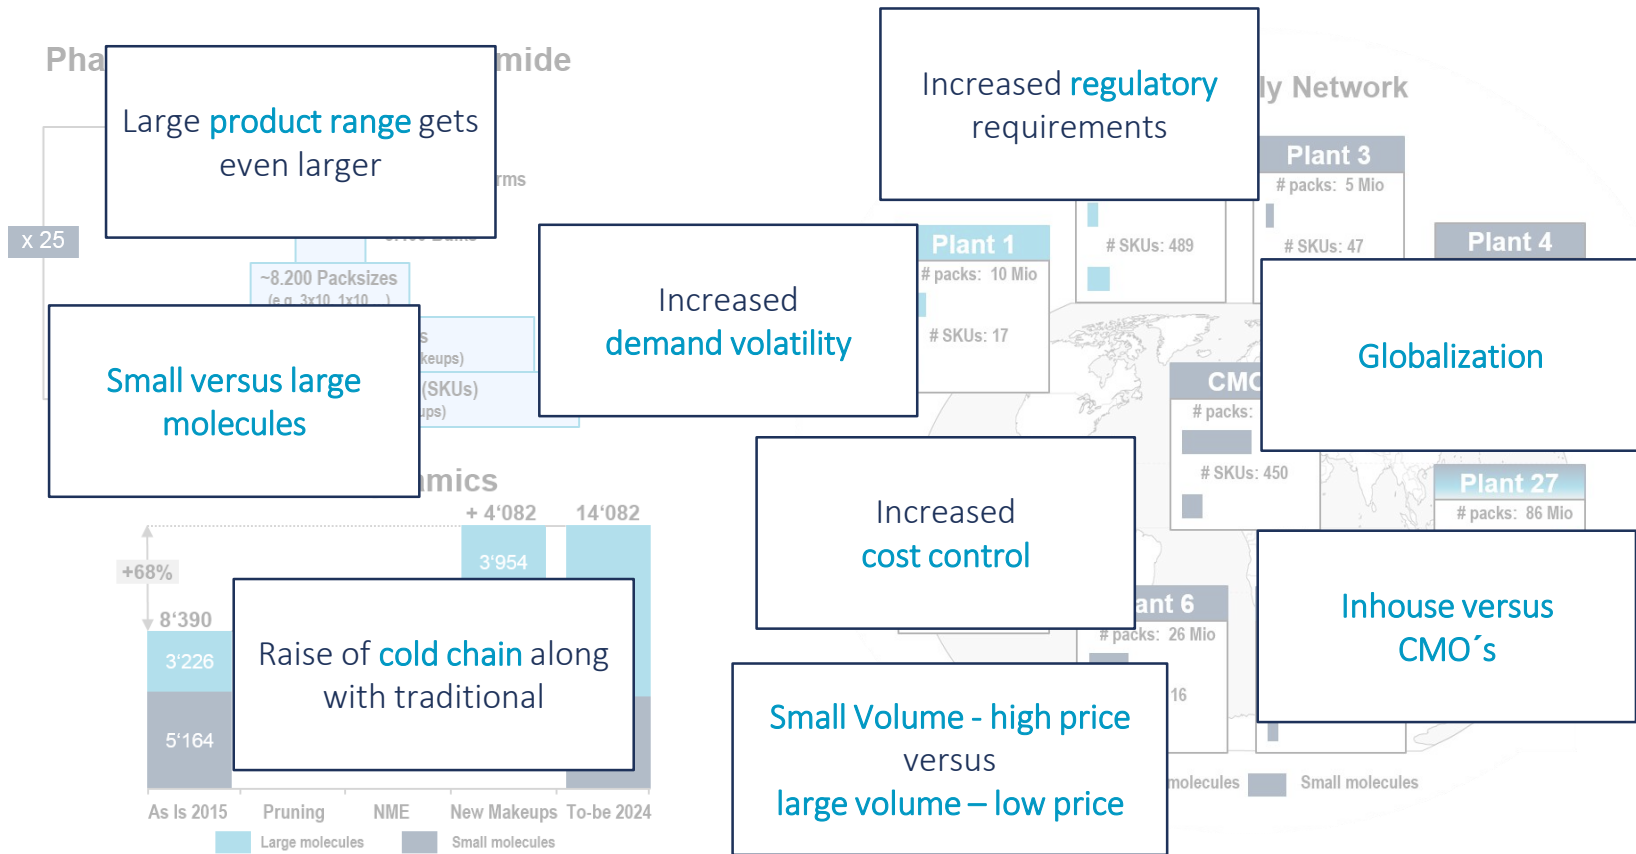 Large product range gets
even larger
x 25
~8.200 Packsizes
(SKUs)
Small versus large
molecules
Increased
demand volatility
Increased regulatory
requirements
Network
Plant 1
# packs: 10 Mio
# SKUs: 17
# SKUs: 489
Plant 3
# packs: 5 Mio
# SKUs: 47
Plant 4
Globalization
# packs:
# SKUs: 450
Plant 27
# packs: 86 Mio
Increased
cost control
Inhouse versus
CMO´s
6
# packs: 26 Mio
16
Small Volume - high price
versus
large volume – low price
molecules
Small molecules
+ 4‘082
14‘082
3‘954
+68%
8‘390
3‘226
5‘164
Raise of cold chain along
with traditional
As Is 2015
Pruning
NME
New Makeups
To-be 2024
Large molecules
Small molecules